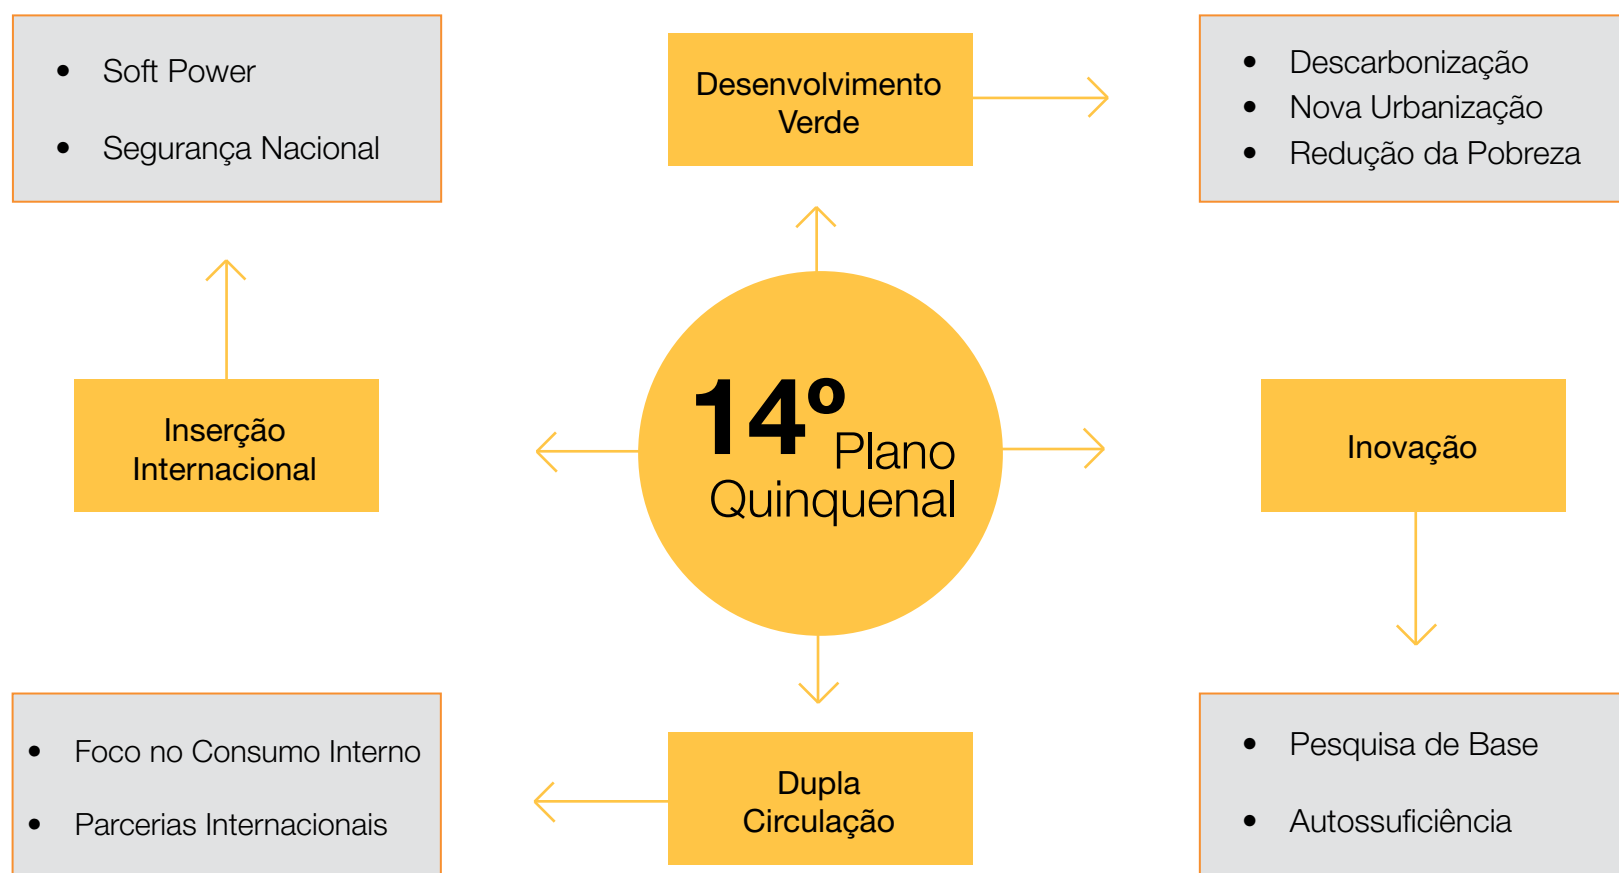 • Soft Power
• Segurança Nacional
Desenvolvimento
Verde
• Descarbonização
• Nova Urbanização
• Redução da Pobreza
Inserção
Internacional
14º
Plano
Quinquenal
Inovação
• Foco no Consumo Interno
• Parcerias Internacionais
Dupla
Circulação
• Pesquisa de Base
• Autossuficiência